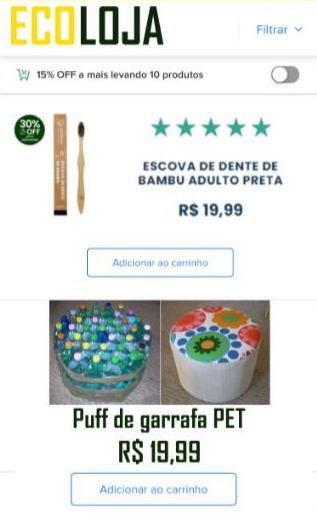 ECOLOJA
Filtrar
15% OFF a mais levando 10 produtos
30%
OFF
ESCOVA DE DENTE DE
BAMBU ADULTO PRETA
R$ 19,99
Adicionar ao carrinho
Puff de garrafa PET
R$ 19,99
Adicionar ao carrinho